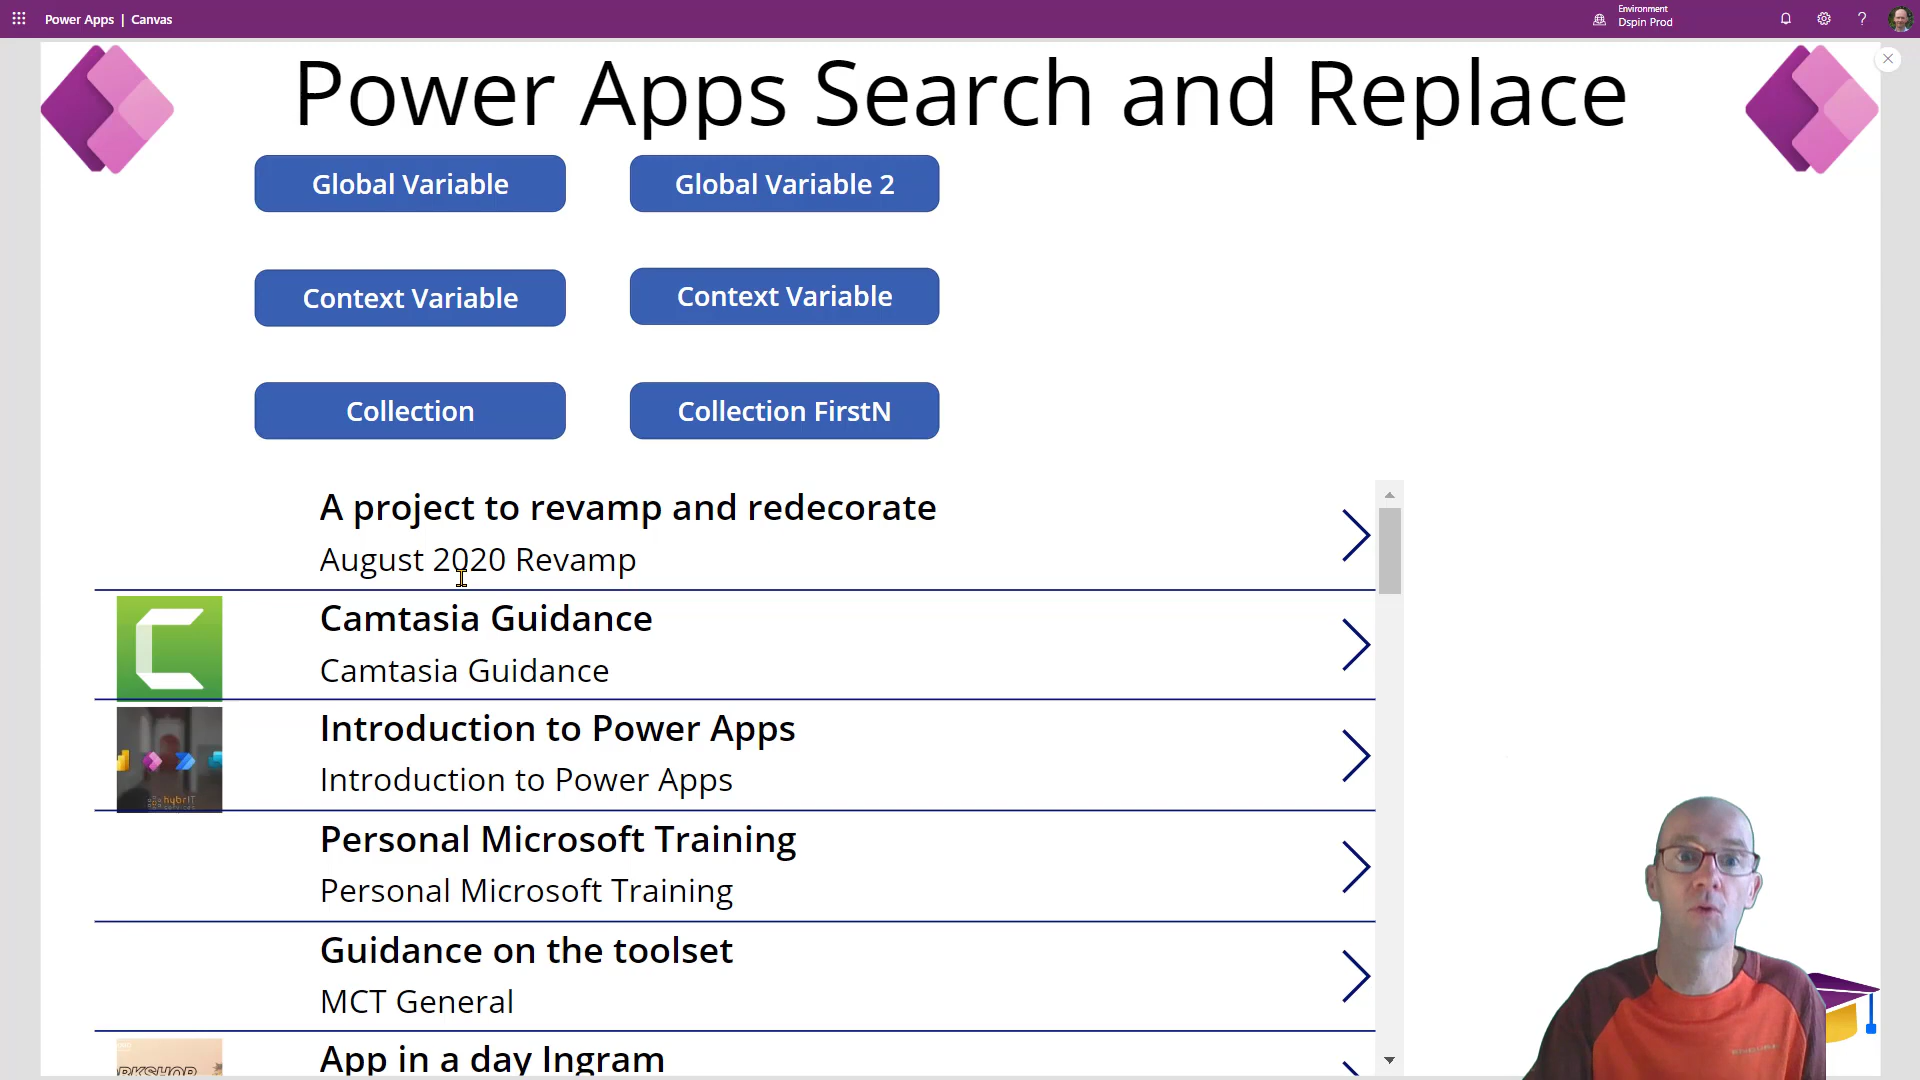 Power Apps | Canvas
Environment
Dspin Prod
Power Apps Search and Replace
Global Variable
Global Variable 2
Context Variable
Context Variable
Collection
Collection FirstN
A project to revamp and redecorate
August 2020 Revamp
Camtasia Guidance
Camtasia Guidance
Introduction to Power Apps
Introduction to Power Apps
hybrIT
Personal Microsoft Training
Personal Microsoft Training
Guidance on the toolset
MCT General
App in a day Ingram